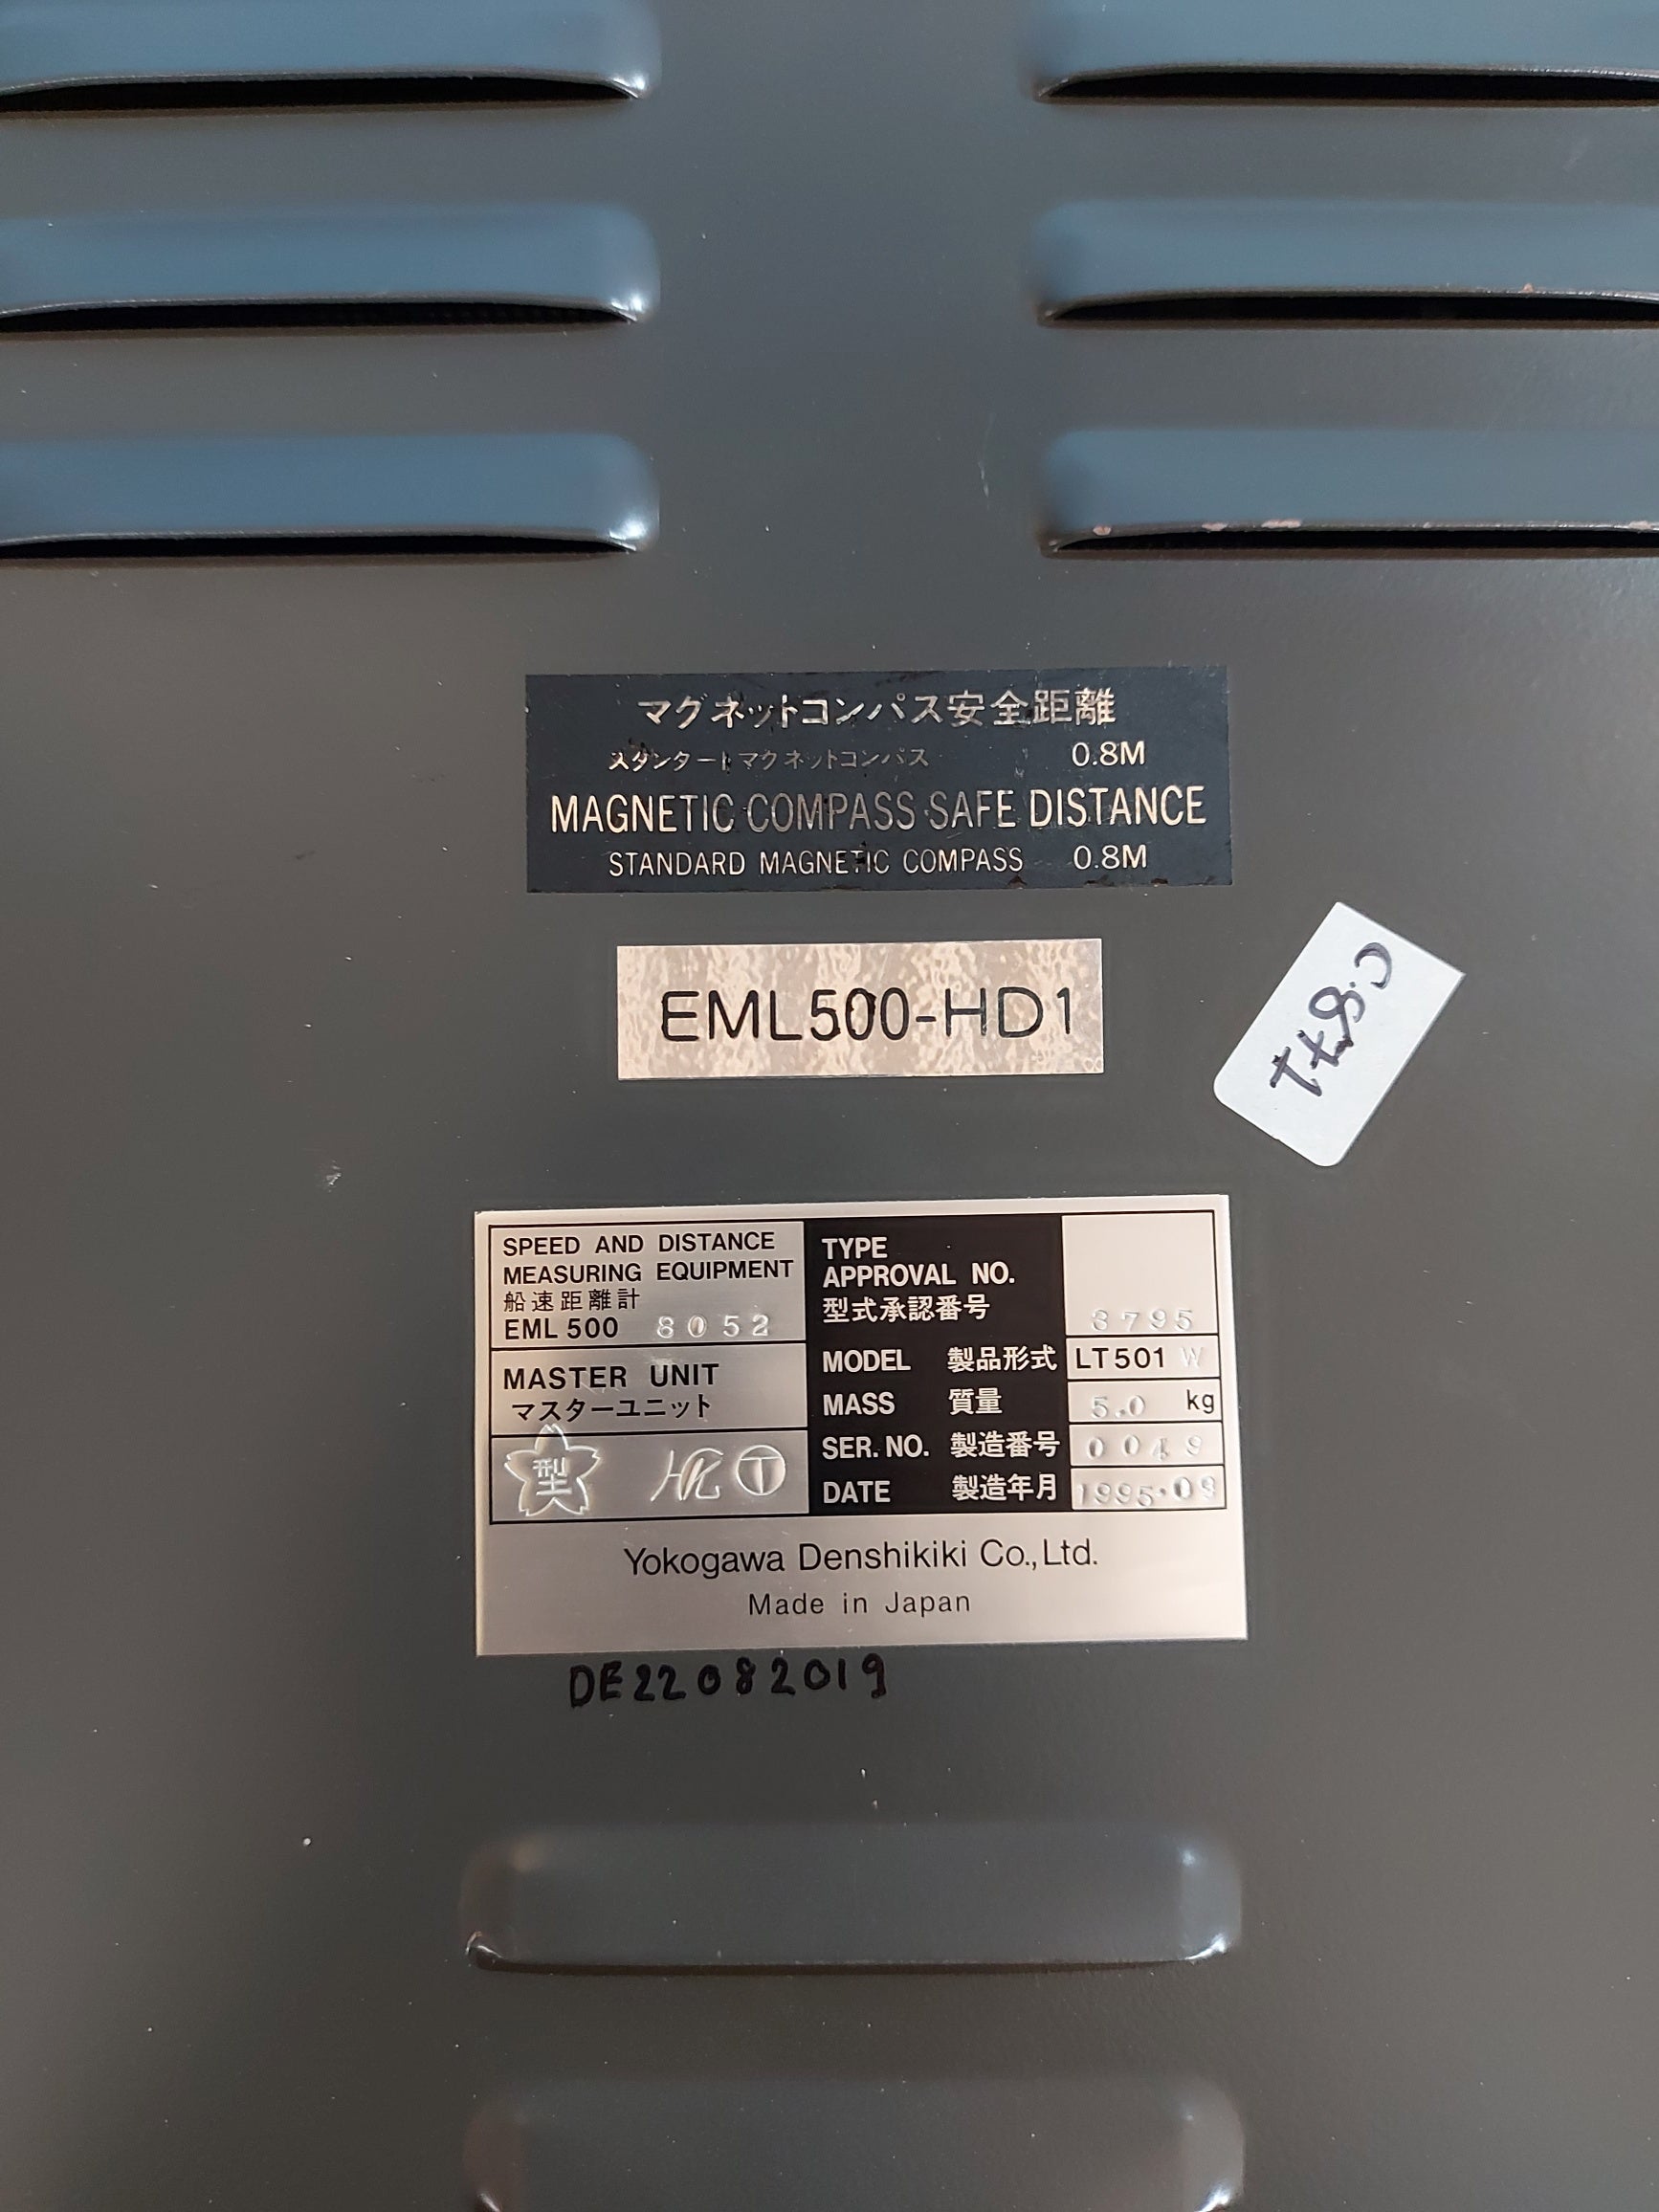 マグネットコンパス安全距離
スタンダードマグネットコンパス 0.8M
MAGNETIC COMPASS SAFE DISTANCE
STANDARD MAGNETIC COMPASS 0.8M
EML500-HD1
SPEED AND DISTANCE
MEASURING EQUIPMENT
船速距離計
EML 500 8052
MASTER UNIT
マスターユニット
型
HK T
TYPE
APPROVAL NO.
型式承認番号 3795
MODEL 製品形式 LT501 W
MASS 質量 5.0 kg
SER. NO. 製造番号
DATE 製造年月
Yokogawa Denshikiki Co., Ltd.
Made in Japan
DE22082019